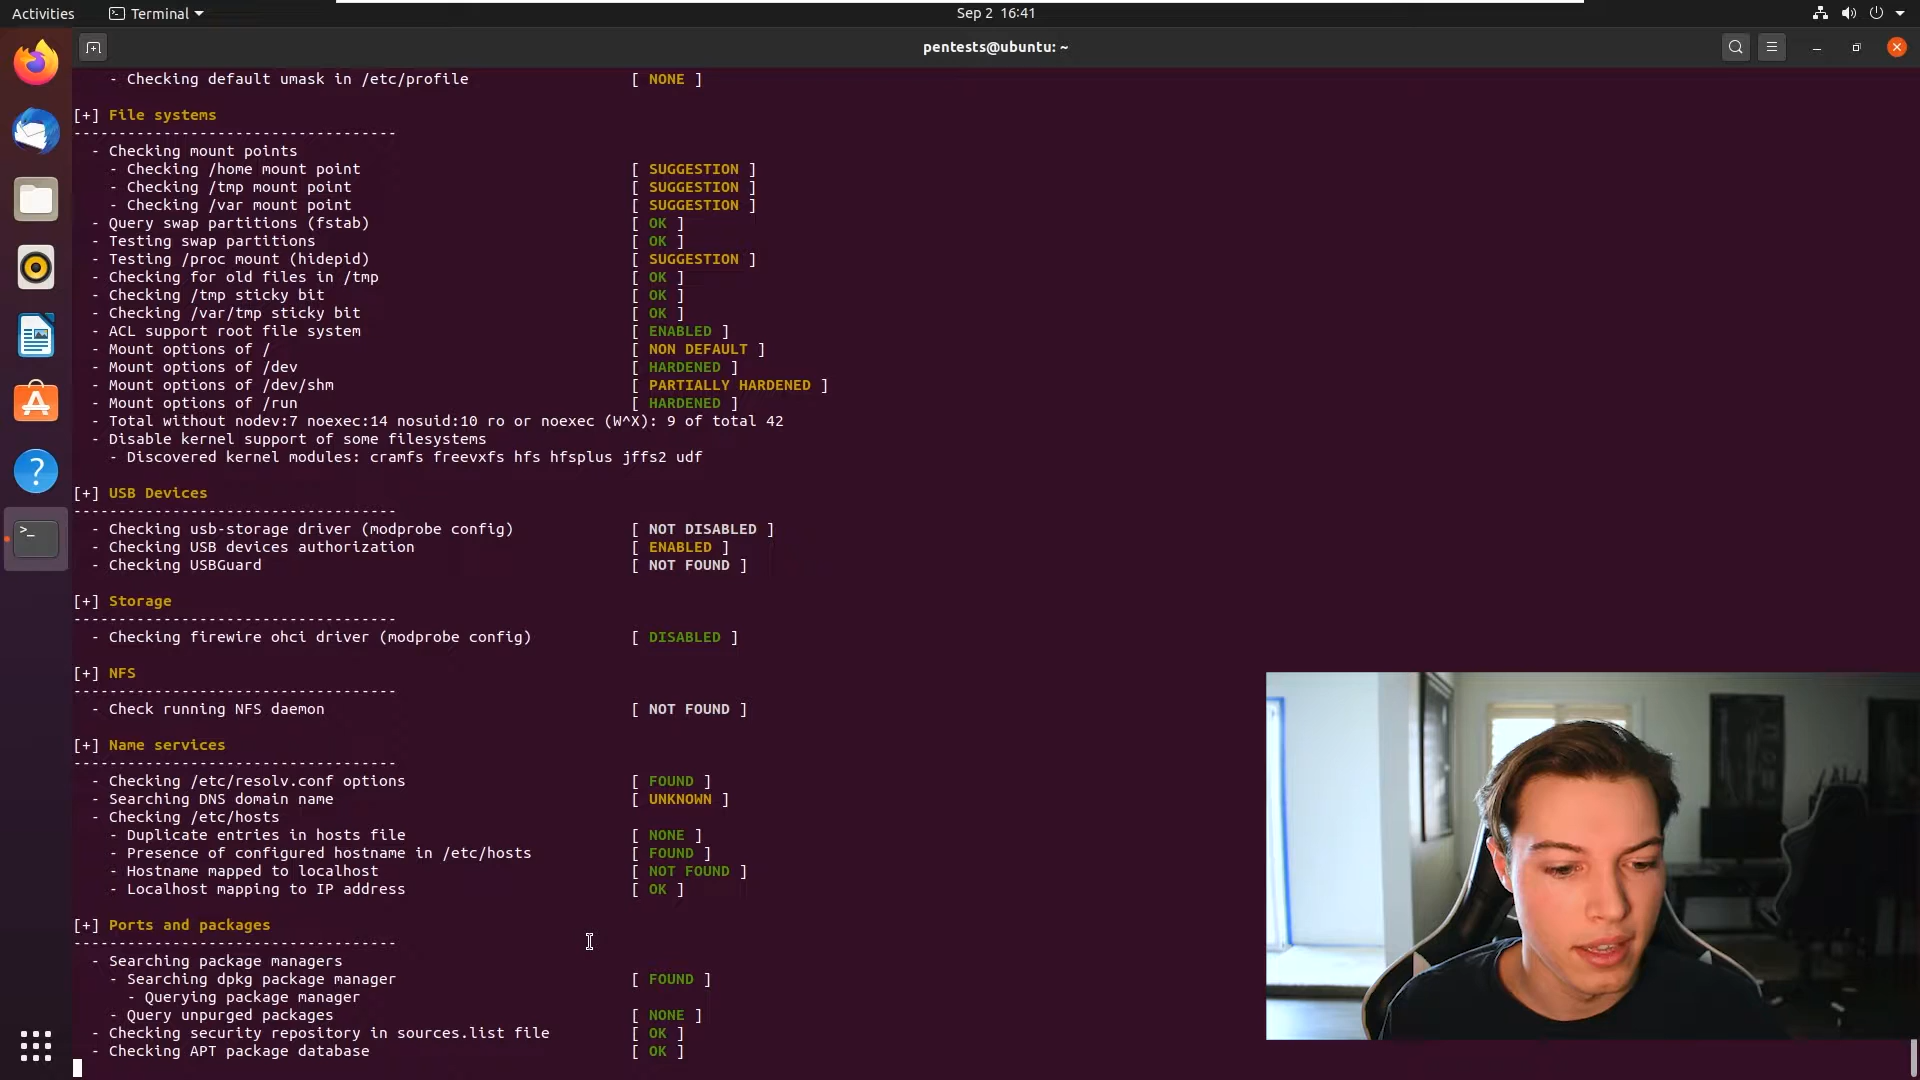 Activities
Terminal
Sep 2 16:41
pentests@ubuntu: ~
- Checking default umask in /etc/profile [ NONE ]
[+] File systems
------------------------------------
- Checking mount points
- Checking /home mount point [ SUGGESTION ]
- Checking /tmp mount point [ SUGGESTION ]
- Checking /var mount point [ SUGGESTION ]
- Query swap partitions (fstab) [ OK ]
- Testing swap partitions [ OK ]
- Testing /proc mount (hidepid) [ SUGGESTION ]
- Checking for old files in /tmp [ OK ]
- Checking /tmp sticky bit [ OK ]
- Checking /var/tmp sticky bit [ OK ]
- ACL support root file system [ ENABLED ]
- Mount options of / [ NON DEFAULT ]
- Mount options of /dev [ HARDENED ]
- Mount options of /dev/shm [ PARTIALLY HARDENED ]
- Mount options of /run [ HARDENED ]
- Total without nodev:7 noexec:14 nosuid:10 ro or noexec (W^X): 9 of total 42
- Disable kernel support of some filesystems
- Discovered kernel modules: cramfs freevxfs hfs hfsplus jffs2 udf
[+] USB Devices
------------------------------------
- Checking usb-storage driver (modprobe config) [ NOT DISABLED ]
- Checking USB devices authorization [ ENABLED ]
- Checking USBGuard [ NOT FOUND ]
[+] Storage
------------------------------------
- Checking firewire ohci driver (modprobe config) [ DISABLED ]
[+] NFS
------------------------------------
- Check running NFS daemon [ NOT FOUND ]
[+] Name services
------------------------------------
- Checking /etc/resolv.conf options [ FOUND ]
- Searching DNS domain name [ UNKNOWN ]
- Checking /etc/hosts
- Duplicate entries in hosts file [ NONE ]
- Presence of configured hostname in /etc/hosts [ FOUND ]
- Hostname mapped to localhost [ NOT FOUND ]
- Localhost mapping to IP address [ OK ]
[+] Ports and packages
------------------------------------
- Searching package managers
- Searching dpkg package manager [ FOUND ]
- Querying package manager
- Query unpurged packages [ NONE ]
- Checking security repository in sources.list file [ OK ]
- Checking APT package database [ OK ]